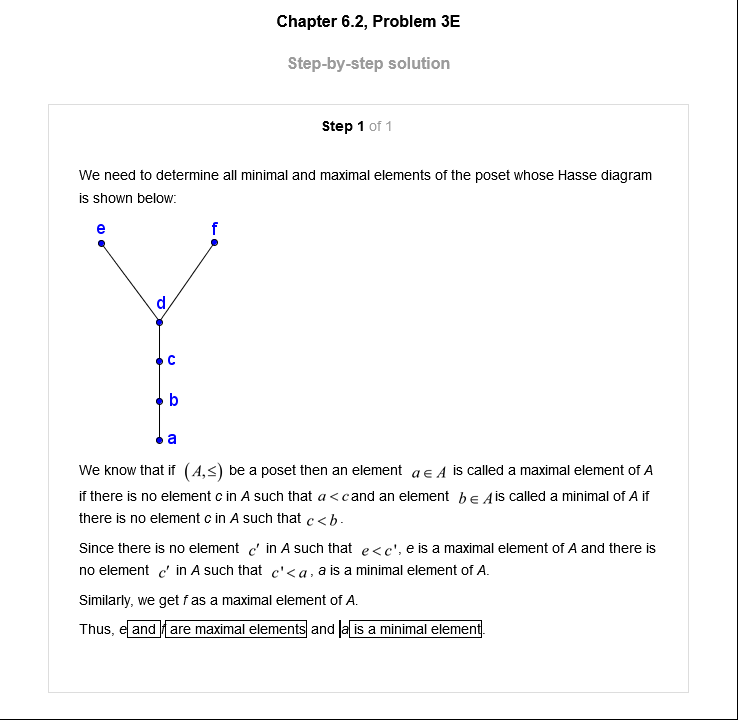 Chapter 6.2, Problem 3E
Step-by-step solution
Step 1 of 1
We need to determine all minimal and maximal elements of the poset whose Hasse diagram
is shown below:
e f
d
c
b
a
We know that if (A,≤) be a poset then an element a∈A is called a maximal element of A
if there is no element c in A such that a<c and an element b∈A is called a minimal of A if
there is no element c in A such that c<b.
Since there is no element c' in A such that e<c', e is a maximal element of A and there is
no element c' in A such that c'<a, a is a minimal element of A.
Similarly, we get f as a maximal element of A.
Thus, e and f are maximal elements and a is a minimal element.